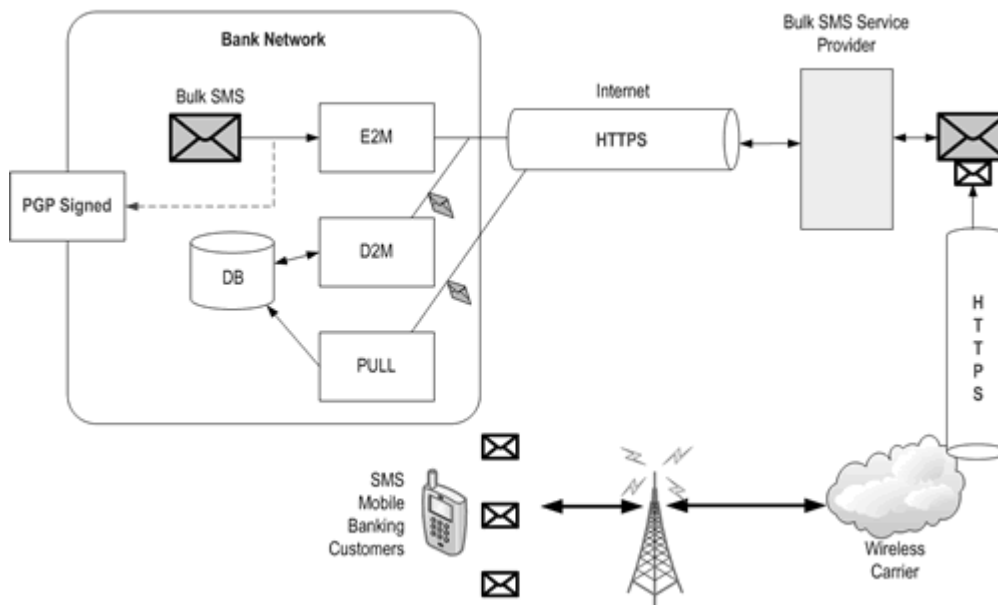 Bank Network
Bulk SMS
E2M
PGP Signed
DB
D2M
PULL
Internet
HTTPS
Bulk SMS Service
Provider
H
T
T
P
S
SMS
Mobile
Banking
Customers
Wireless
Carrier